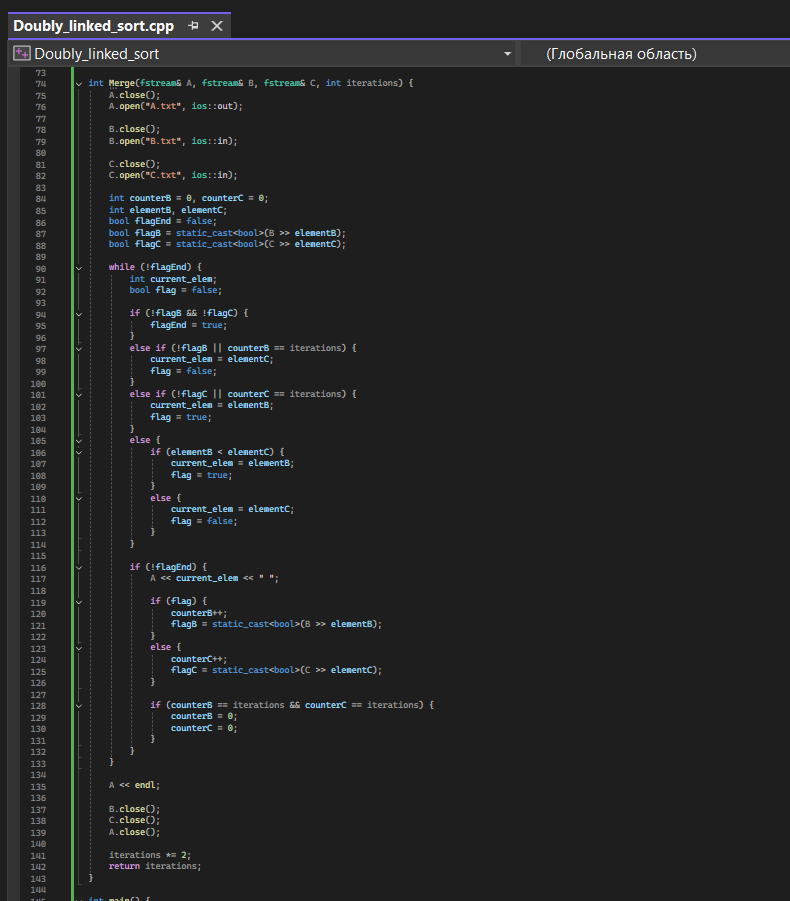 Doubly_linked_sort.cpp
Doubly_linked_sort (Глобальная область)
73
74 int Merge(fstream& A, fstream& B, fstream& C, int iterations) {
75 A.close();
76 A.open("A.txt", ios::out);
77
78 B.close();
79 B.open("B.txt", ios::in);
80
81 C.close();
82 C.open("C.txt", ios::in);
83
84 int counterB = 0, counterC = 0;
85 int elementB, elementC;
86 bool flagEnd = false;
87 bool flagB = static_cast<bool>(B >> elementB);
88 bool flagC = static_cast<bool>(C >> elementC);
89
90 while (!flagEnd) {
91 int current_elem;
92 bool flag = false;
93
94 if (!flagB && !flagC) {
95 flagEnd = true;
96 }
97 else if (!flagB || counterB == iterations) {
98 current_elem = elementC;
99 flag = false;
100 }
101 else if (!flagC || counterC == iterations) {
102 current_elem = elementB;
103 flag = true;
104 }
105 else {
106 if (elementB < elementC) {
107 current_elem = elementB;
108 flag = true;
109 }
110 else {
111 current_elem = elementC;
112 flag = false;
113 }
114 }
115
116 if (!flagEnd) {
117 A << current_elem << " ";
118
119 if (flag) {
120 counterB++;
121 flagB = static_cast<bool>(B >> elementB);
122 }
123 else {
124 counterC++;
125 flagC = static_cast<bool>(C >> elementC);
126 }
127
128 if (counterB == iterations && counterC == iterations) {
129 counterB = 0;
130 counterC = 0;
131 }
132 }
133 }
134
135 A << endl;
136
137 B.close();
138 C.close();
139 A.close();
140
141 iterations *= 2;
142 return iterations;
143 }
144
145 int main() {